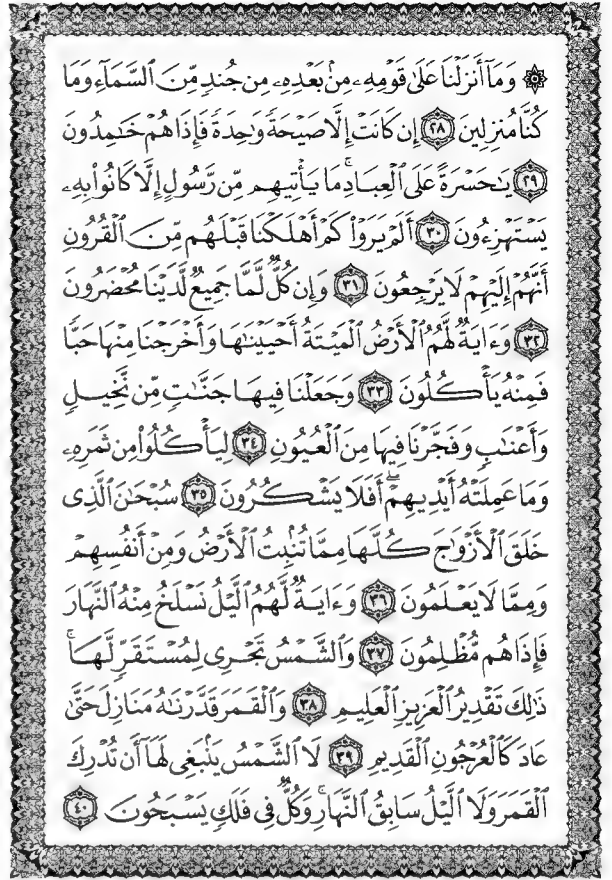 ۞ وَمَآ أَنزَلْنَا عَلَىٰ قَوْمِهِۦ مِنۢ بَعْدِهِۦ مِن جُندٍ مِّنَ ٱلسَّمَآءِ وَمَا
كُنَّا مُنزِلِينَ ٢٨ إِن كَانَتْ إِلَّا صَيْحَةً وَٰحِدَةً فَإِذَا هُمْ خَـٰمِدُونَ
٢٩ يَـٰحَسْرَةً عَلَى ٱلْعِبَادِ ۚ مَا يَأْتِيهِم مِّن رَّسُولٍ إِلَّا كَانُوا۟ بِهِۦ
يَسْتَهْزِءُونَ ٣٠ أَلَمْ يَرَوْا۟ كَمْ أَهْلَكْنَا قَبْلَهُم مِّنَ ٱلْقُرُونِ
أَنَّهُمْ إِلَيْهِمْ لَا يَرْجِعُونَ ٣١ وَإِن كُلٌّ لَّمَّا جَمِيعٌ لَّدَيْنَا مُحْضَرُونَ
٣٢ وَءَايَةٌ لَّهُمُ ٱلْأَرْضُ ٱلْمَيْتَةُ أَحْيَيْنَـٰهَا وَأَخْرَجْنَا مِنْهَا حَبًّا
فَمِنْهُ يَأْكُلُونَ ٣٣ وَجَعَلْنَا فِيهَا جَنَّـٰتٍ مِّن نَّخِيلٍ
وَأَعْنَـٰبٍ وَفَجَّرْنَا فِيهَا مِنَ ٱلْعُيُونِ ٣٤ لِيَأْكُلُوا۟ مِن ثَمَرِهِۦ
وَمَا عَمِلَتْهُ أَيْدِيهِمْ ۖ أَفَلَا يَشْكُرُونَ ٣٥ سُبْحَـٰنَ ٱلَّذِى
خَلَقَ ٱلْأَزْوَٰجَ كُلَّهَا مِمَّا تُنۢبِتُ ٱلْأَرْضُ وَمِنْ أَنفُسِهِمْ
وَمِمَّا لَا يَعْلَمُونَ ٣٦ وَءَايَةٌ لَّهُمُ ٱلَّيْلُ نَسْلَخُ مِنْهُ ٱلنَّهَارَ
فَإِذَا هُم مُّظْلِمُونَ ٣٧ وَٱلشَّمْسُ تَجْرِى لِمُسْتَقَرٍّ لَّهَا ۚ
ذَٰلِكَ تَقْدِيرُ ٱلْعَزِيزِ ٱلْعَلِيمِ ٣٨ وَٱلْقَمَرَ قَدَّرْنَـٰهُ مَنَازِلَ حَتَّىٰ
عَادَ كَٱلْعُرْجُونِ ٱلْقَدِيمِ ٣٩ لَا ٱلشَّمْسُ يَنۢبَغِى لَهَآ أَن تُدْرِكَ
ٱلْقَمَرَ وَلَا ٱلَّيْلُ سَابِقُ ٱلنَّهَارِ ۚ وَكُلٌّ فِى فَلَكٍ يَسْبَحُونَ ٤٠